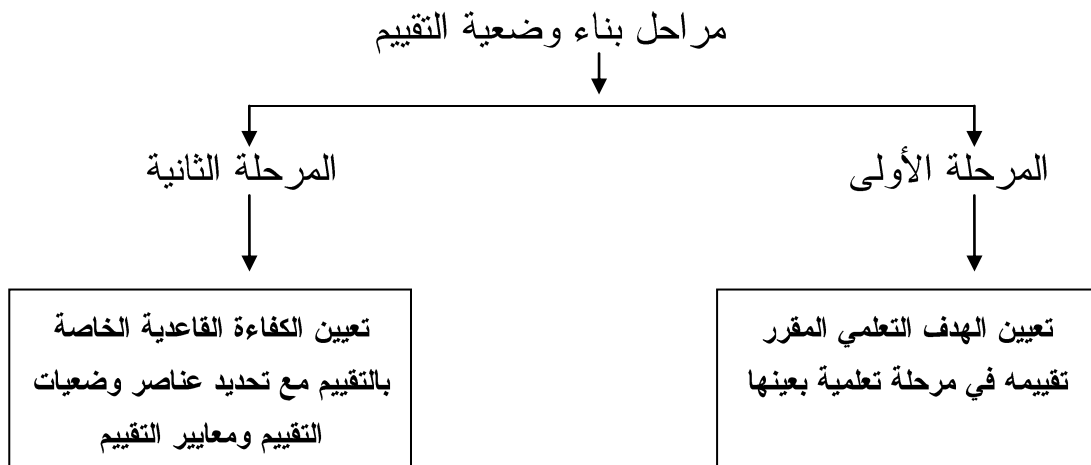 مراحل بناء وضعية التقييم
المرحلة الأولى
المرحلة الثانية
تعيين الهدف التعلمي المقرر
تقييمه في مرحلة تعلمية بعينها
تعيين الكفاءة القاعدية الخاصة
بالتقييم مع تحديد عناصر وضعيات
التقييم ومعايير التقييم